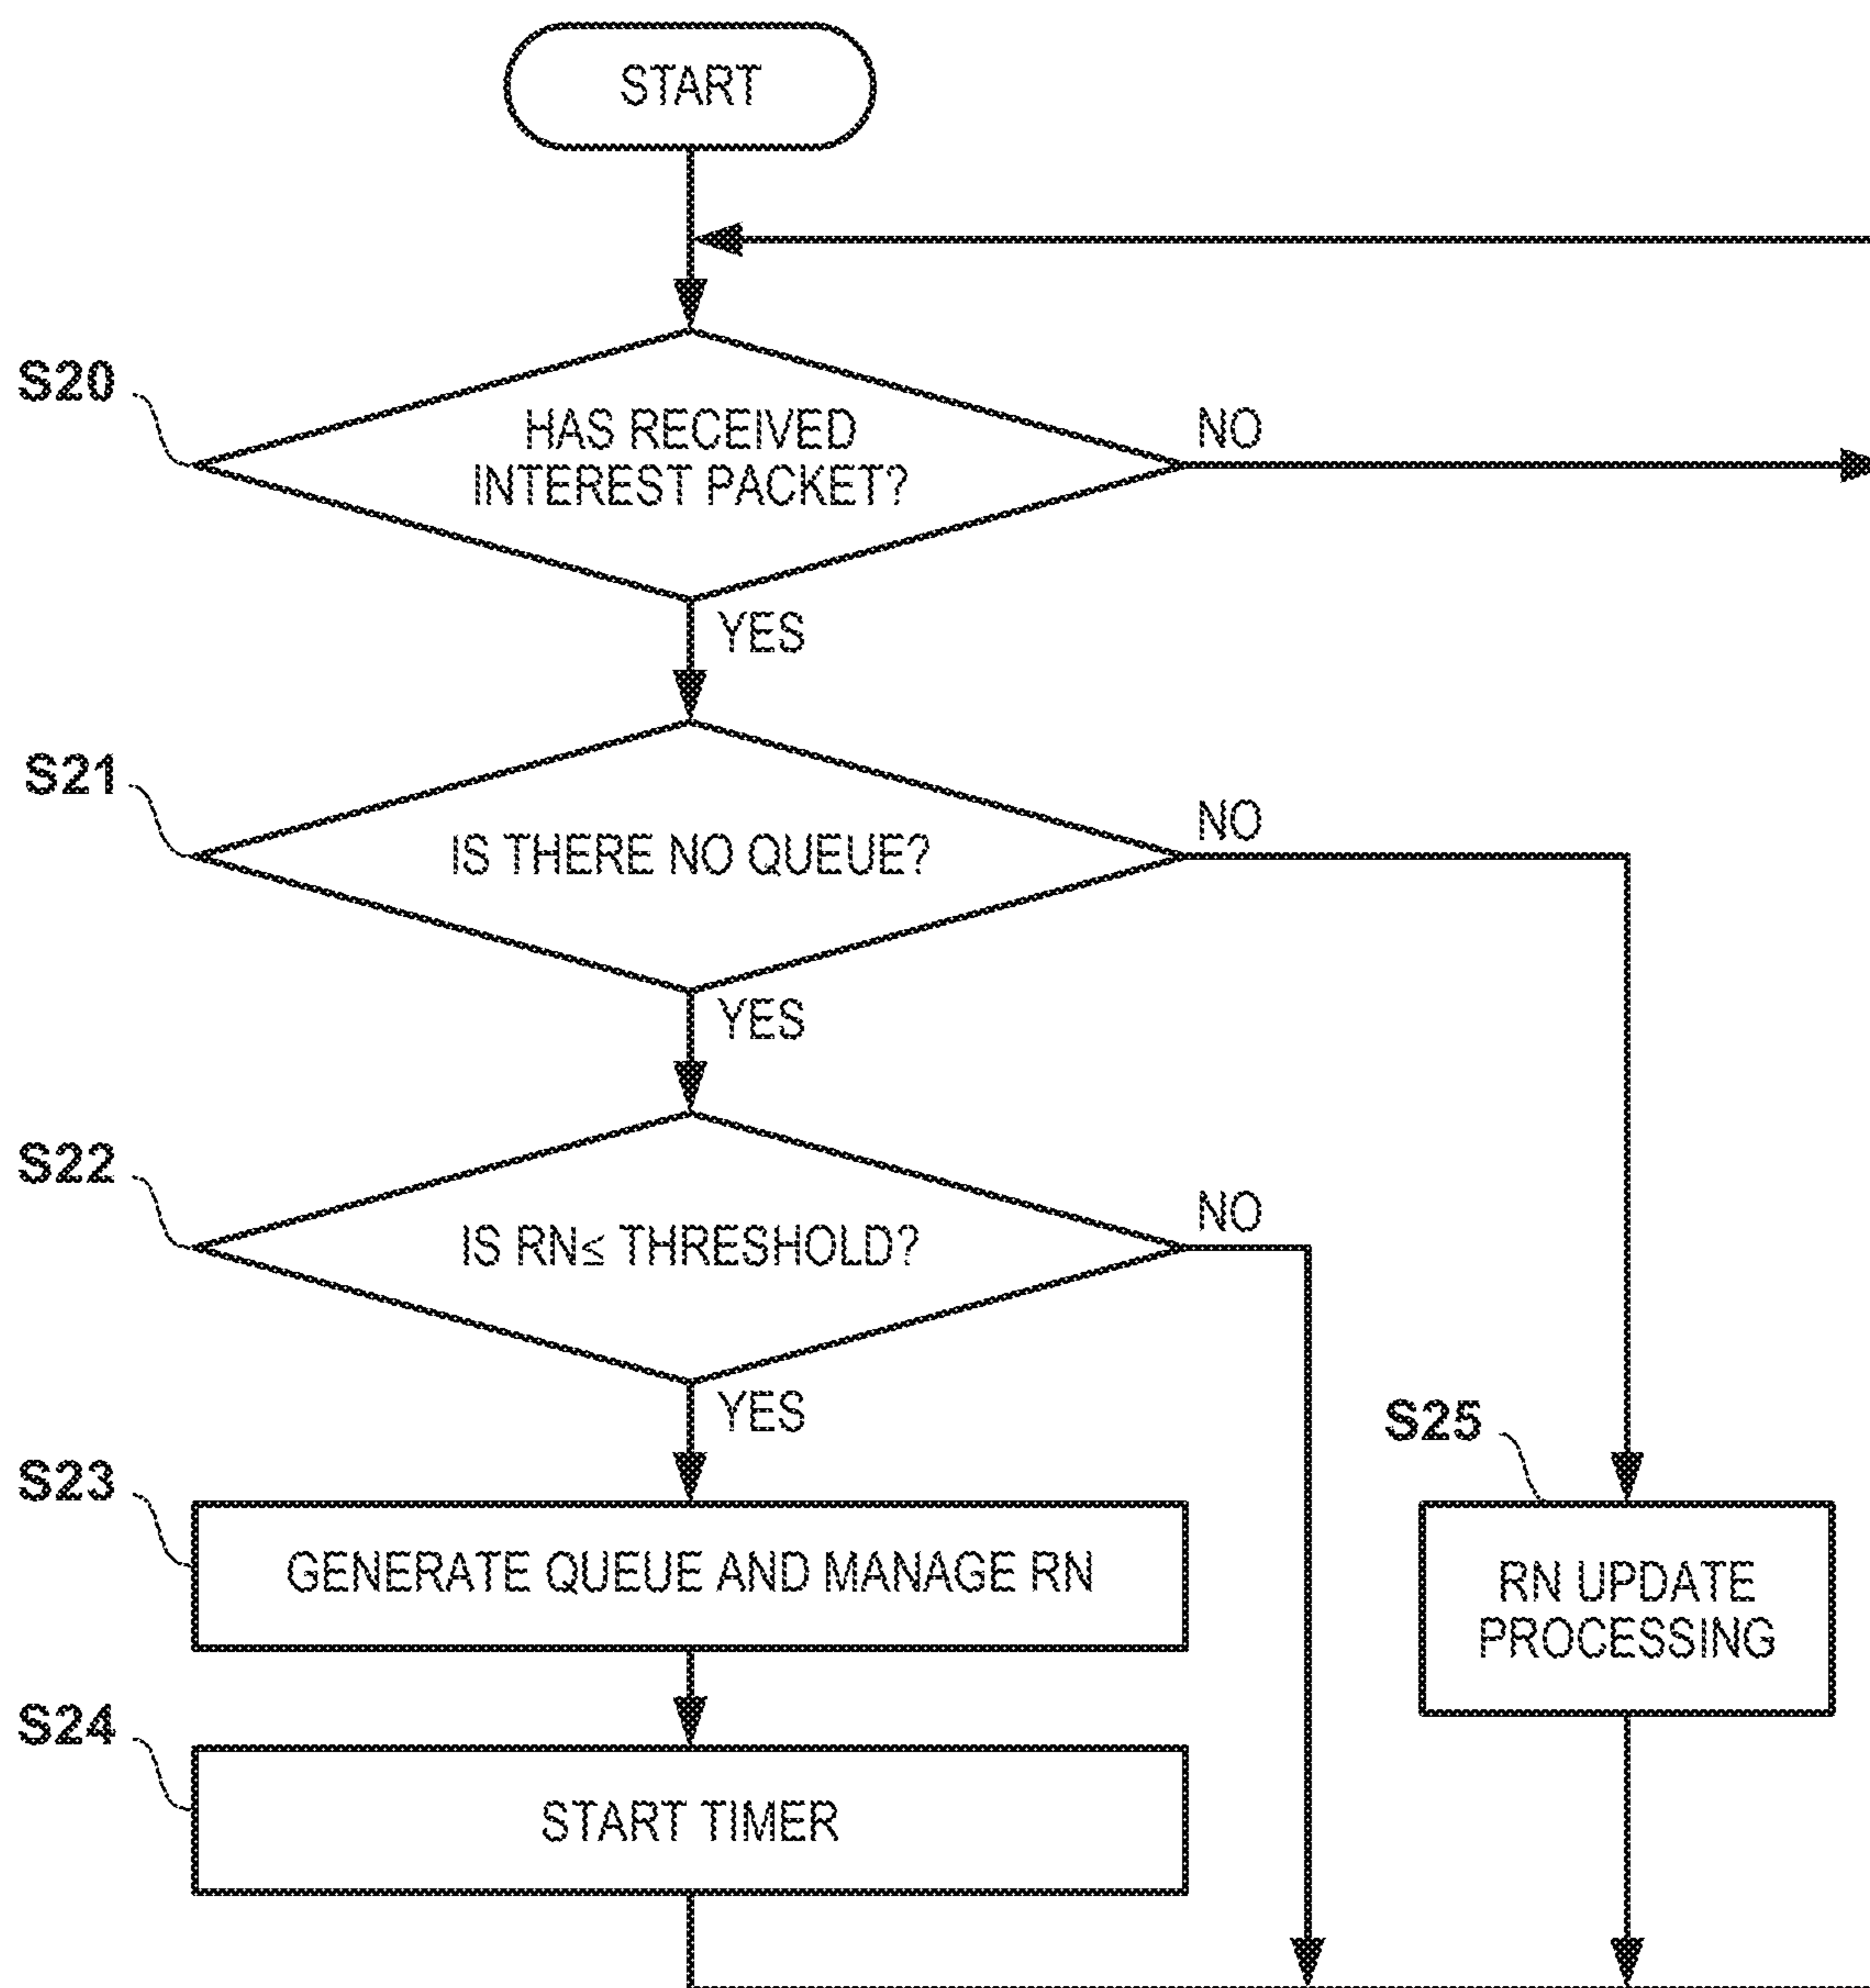 START
S20
HAS RECEIVED
INTEREST PACKET?
NO
YES
S21
IS THERE NO QUEUE?
NO
YES
S22
IS RN≤ THRESHOLD?
NO
YES
S23
GENERATE QUEUE AND MANAGE RN
S25
RN UPDATE
PROCESSING
S24
START TIMER